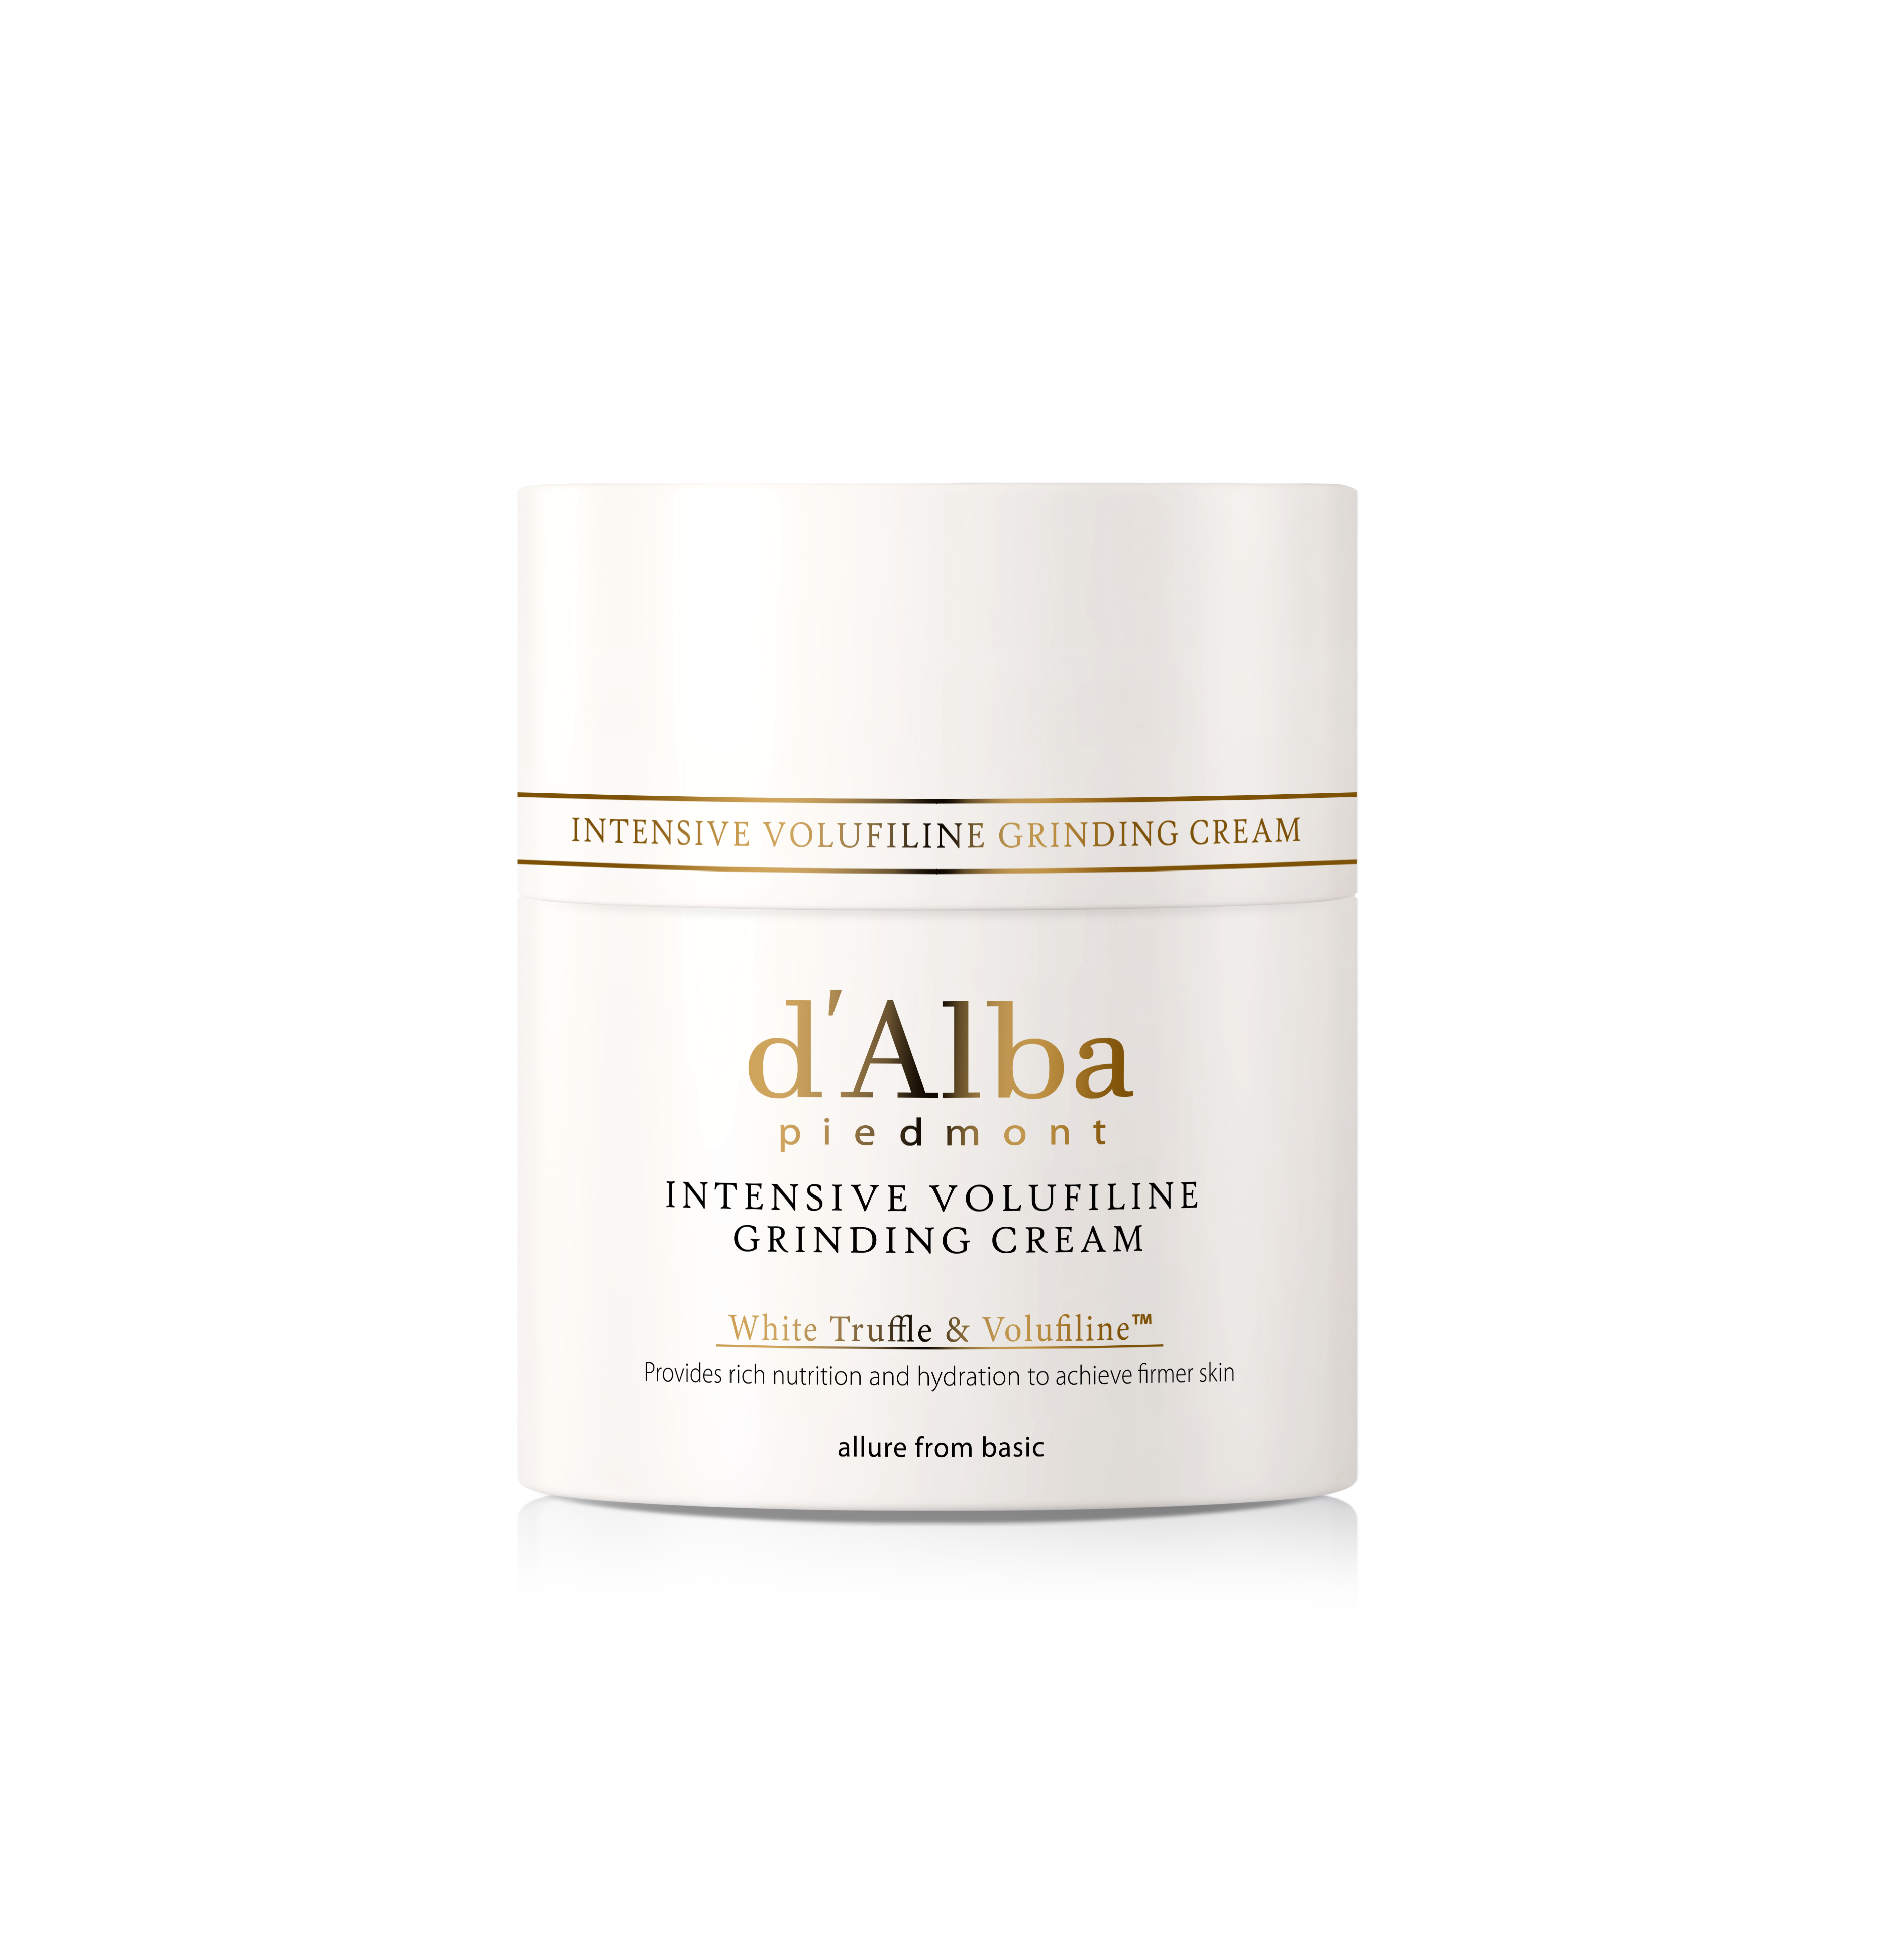 INTENSIVE VOLUFILINE GRINDING CREAM
d'Alba
piedmont
INTENSIVE VOLUFILINE
GRINDING CREAM
White Truffle & Volufiline™
Provides rich nutrition and hydration to achieve firmer skin
allure from basic